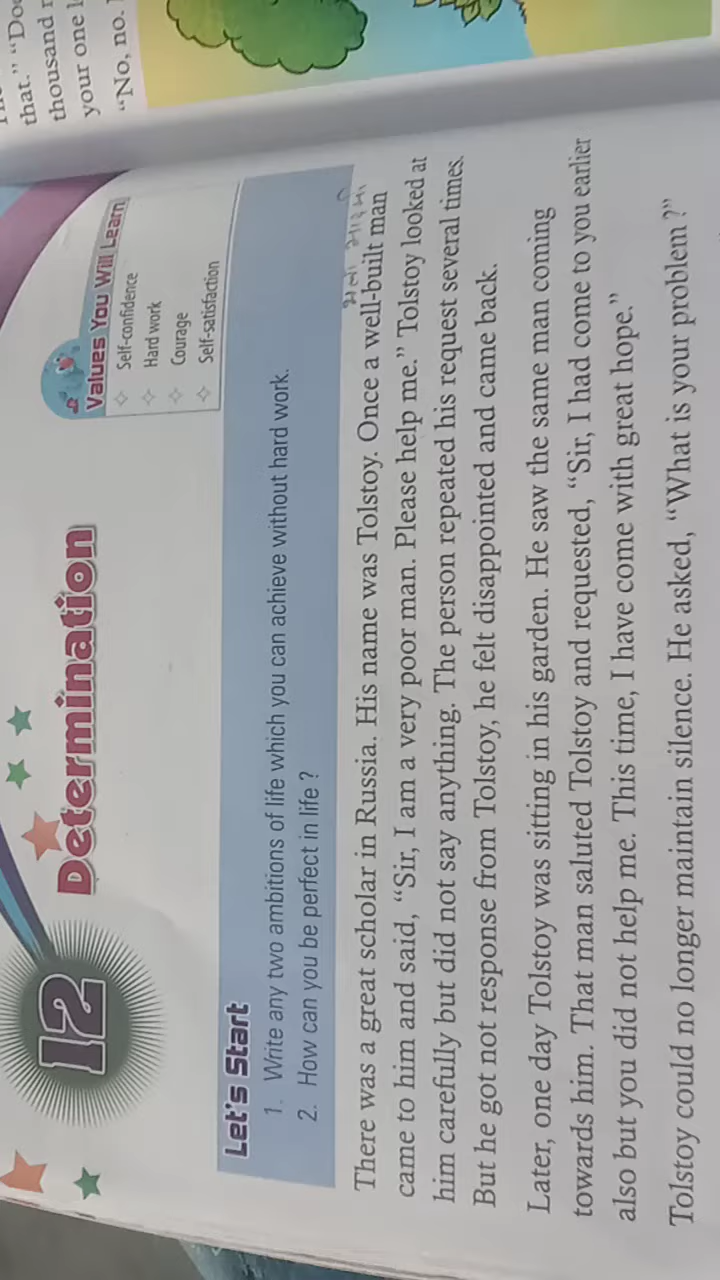 that." "Do
thousand
your one
"No, no.
12
Determination
Values You Will Learn
Self-confidence
Hard work
Courage
Self-satisfaction
Let's Start
1. Write any two ambitions of life which you can achieve without hard work.
2. How can you be perfect in life ?
There was a great scholar in Russia. His name was Tolstoy. Once a well-built man
came to him and said, "Sir, I am a very poor man. Please help me." Tolstoy looked at
him carefully but did not say anything. The person repeated his request several times.
But he got not response from Tolstoy, he felt disappointed and came back.
Later, one day Tolstoy was sitting in his garden. He saw the same man coming
towards him. That man saluted Tolstoy and requested, "Sir, I had come to you earlier
also but you did not help me. This time, I have come with great hope."
Tolstoy could no longer maintain silence. He asked, "What is your problem ?"